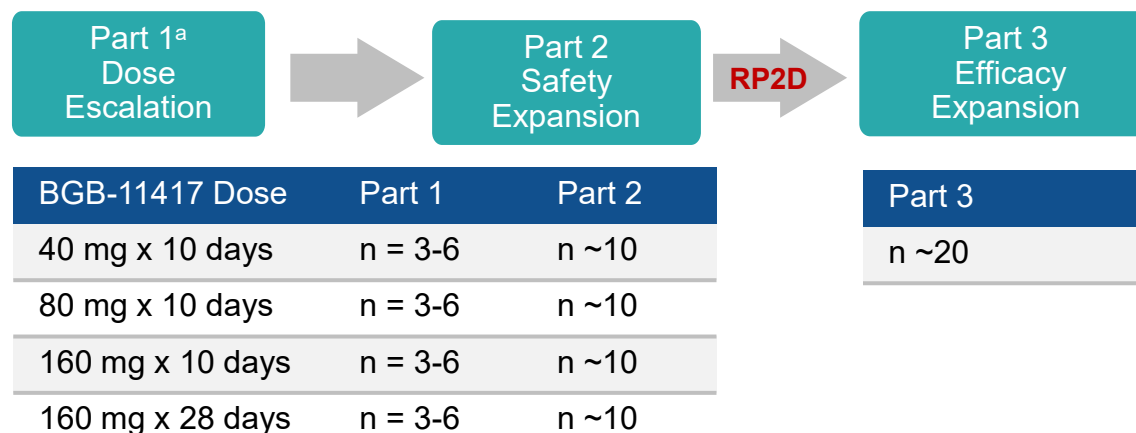 Part 1ᵃ
Dose
Escalation
Part 2
Safety
Expansion
RP2D
Part 3
Efficacy
Expansion
BGB-11417 Dose Part 1 Part 2
40 mg x 10 days n = 3-6 n ~10
80 mg x 10 days n = 3-6 n ~10
160 mg x 10 days n = 3-6 n ~10
160 mg x 28 days n = 3-6 n ~10
Part 3
n ~20